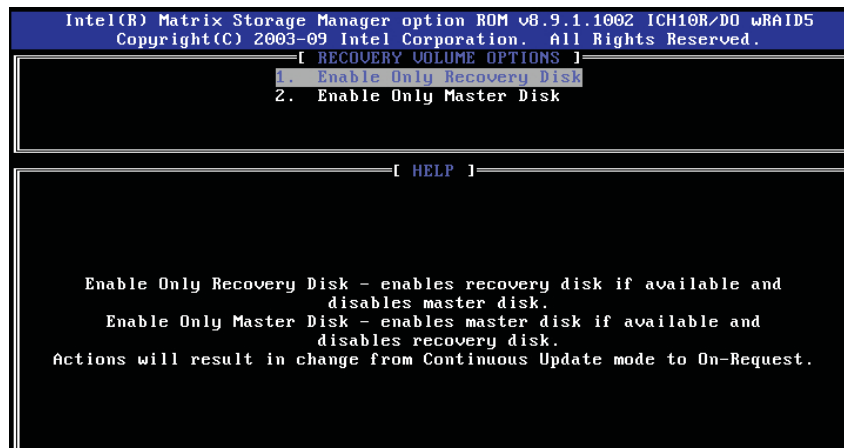 Intel(R) Matrix Storage Manager option ROM v8.9.1.1002 ICH10R/DO wRAID5
Copyright(C) 2003-09 Intel Corporation. All Rights Reserved.
[ RECOVERY VOLUME OPTIONS ]
1. Enable Only Recovery Disk
2. Enable Only Master Disk
[ HELP ]
Enable Only Recovery Disk - enables recovery disk if available and
disables master disk.
Enable Only Master Disk - enables master disk if available and
disables recovery disk.
Actions will result in change from Continuous Update mode to On-Request.